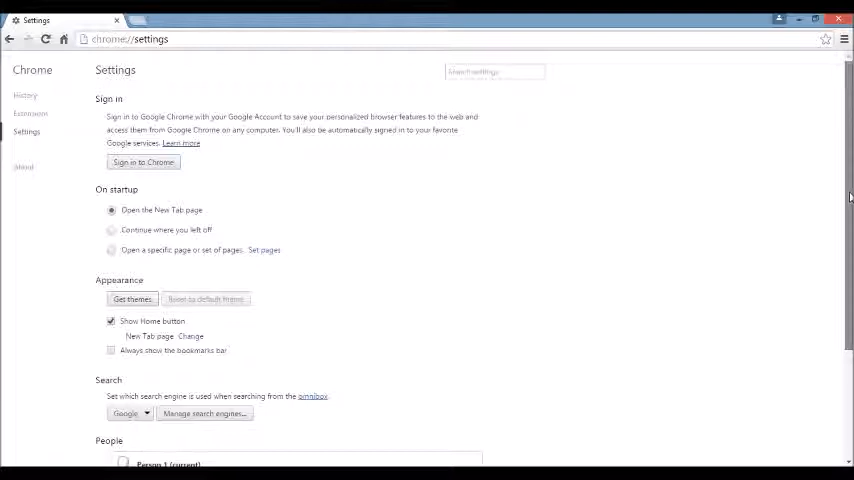 Settings
chrome://settings
Chrome
Settings
Search settings
History
Sign in
Extensions
Sign in to Google Chrome with your Google Account to save your personalized browser features to the web and
access them from Google Chrome on any computer. You'll also be automatically signed in to your favorite
Settings
Google services. Learn more
Sign in to Chrome
About
On startup
Open the New Tab page
Continue where you left off
Open a specific page or set of pages. Set pages
Appearance
Get themes Reset to default theme
Show Home button
New Tab page Change
Always show the bookmarks bar
Search
Set which search engine is used when searching from the omnibox.
Google Manage search engines...
People
Person 1 (current)